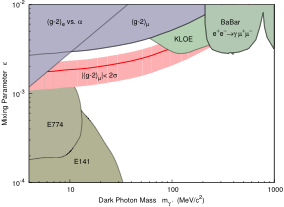 10⁻²
(g-2)ₑ vs. α
(g-2)μ
BaBar
e⁺e⁻→γμ⁺μ⁻
KLOE
|(g-2)μ|< 2σ
Mixing Parameter ε
10⁻³
E774
E141
10⁻⁴
10
100
1000
Dark Photon Mass mγ' (MeV/c²)